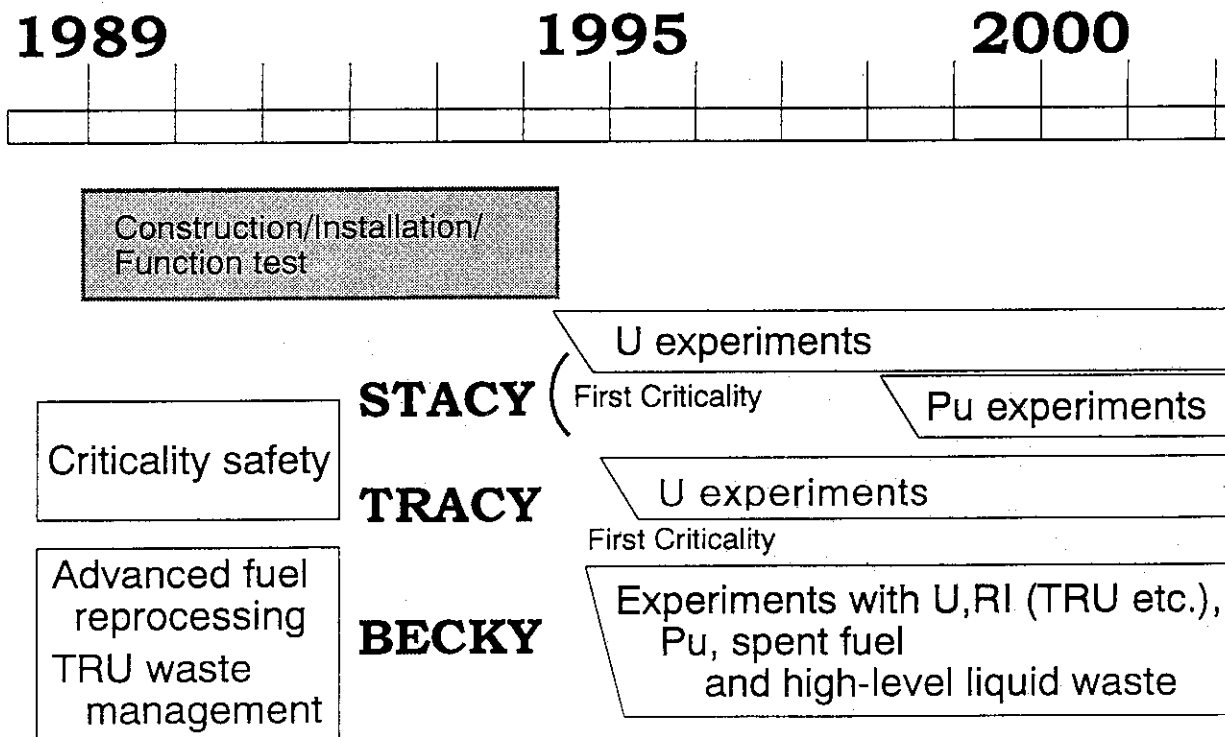 1989 1995 2000
Construction/Installation/
Function test
U experiments
STACY
First Criticality
Pu experiments
Criticality safety
TRACY
U experiments
First Criticality
Advanced fuel
reprocessing
TRU waste
management
BECKY
Experiments with U,RI (TRU etc.),
Pu, spent fuel
and high-level liquid waste